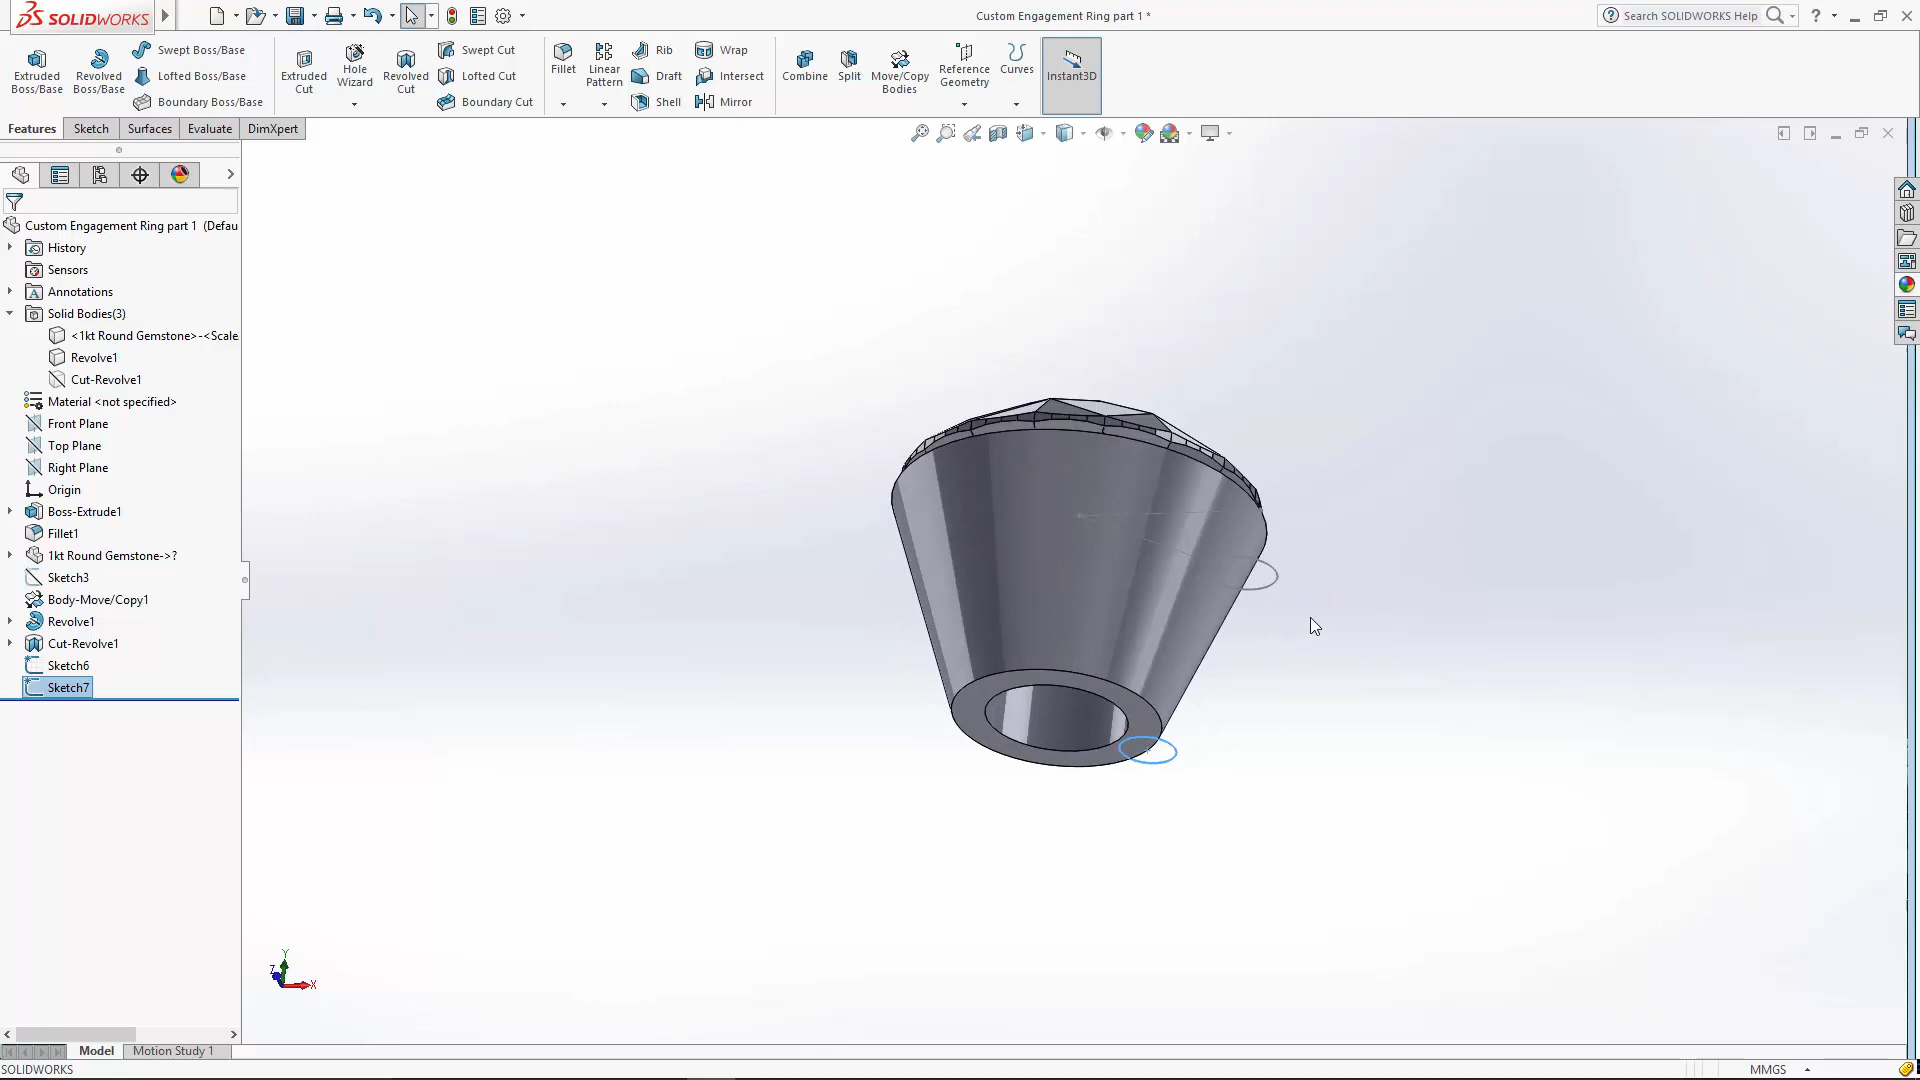 SOLIDWORKS
Custom Engagement Ring part 1 *
Search SOLIDWORKS Help
Extruded Boss/Base
Revolved Boss/Base
Swept Boss/Base
Lofted Boss/Base
Boundary Boss/Base
Extruded Cut
Hole Wizard
Revolved Cut
Swept Cut
Lofted Cut
Boundary Cut
Fillet
Linear Pattern
Rib
Draft
Shell
Wrap
Intersect
Mirror
Combine
Split
Move/Copy Bodies
Reference Geometry
Curves
Instant3D
Features
Sketch
Surfaces
Evaluate
DimXpert
Custom Engagement Ring part 1 (Defau
History
Sensors
Annotations
Solid Bodies(3)
<1kt Round Gemstone>-<Scale
Revolve1
Cut-Revolve1
Material <not specified>
Front Plane
Top Plane
Right Plane
Origin
Boss-Extrude1
Fillet1
1kt Round Gemstone->?
Sketch3
Body-Move/Copy1
Revolve1
Cut-Revolve1
Sketch6
Sketch7
Y
Z
X
Model
Motion Study 1
SOLIDWORKS
MMGS